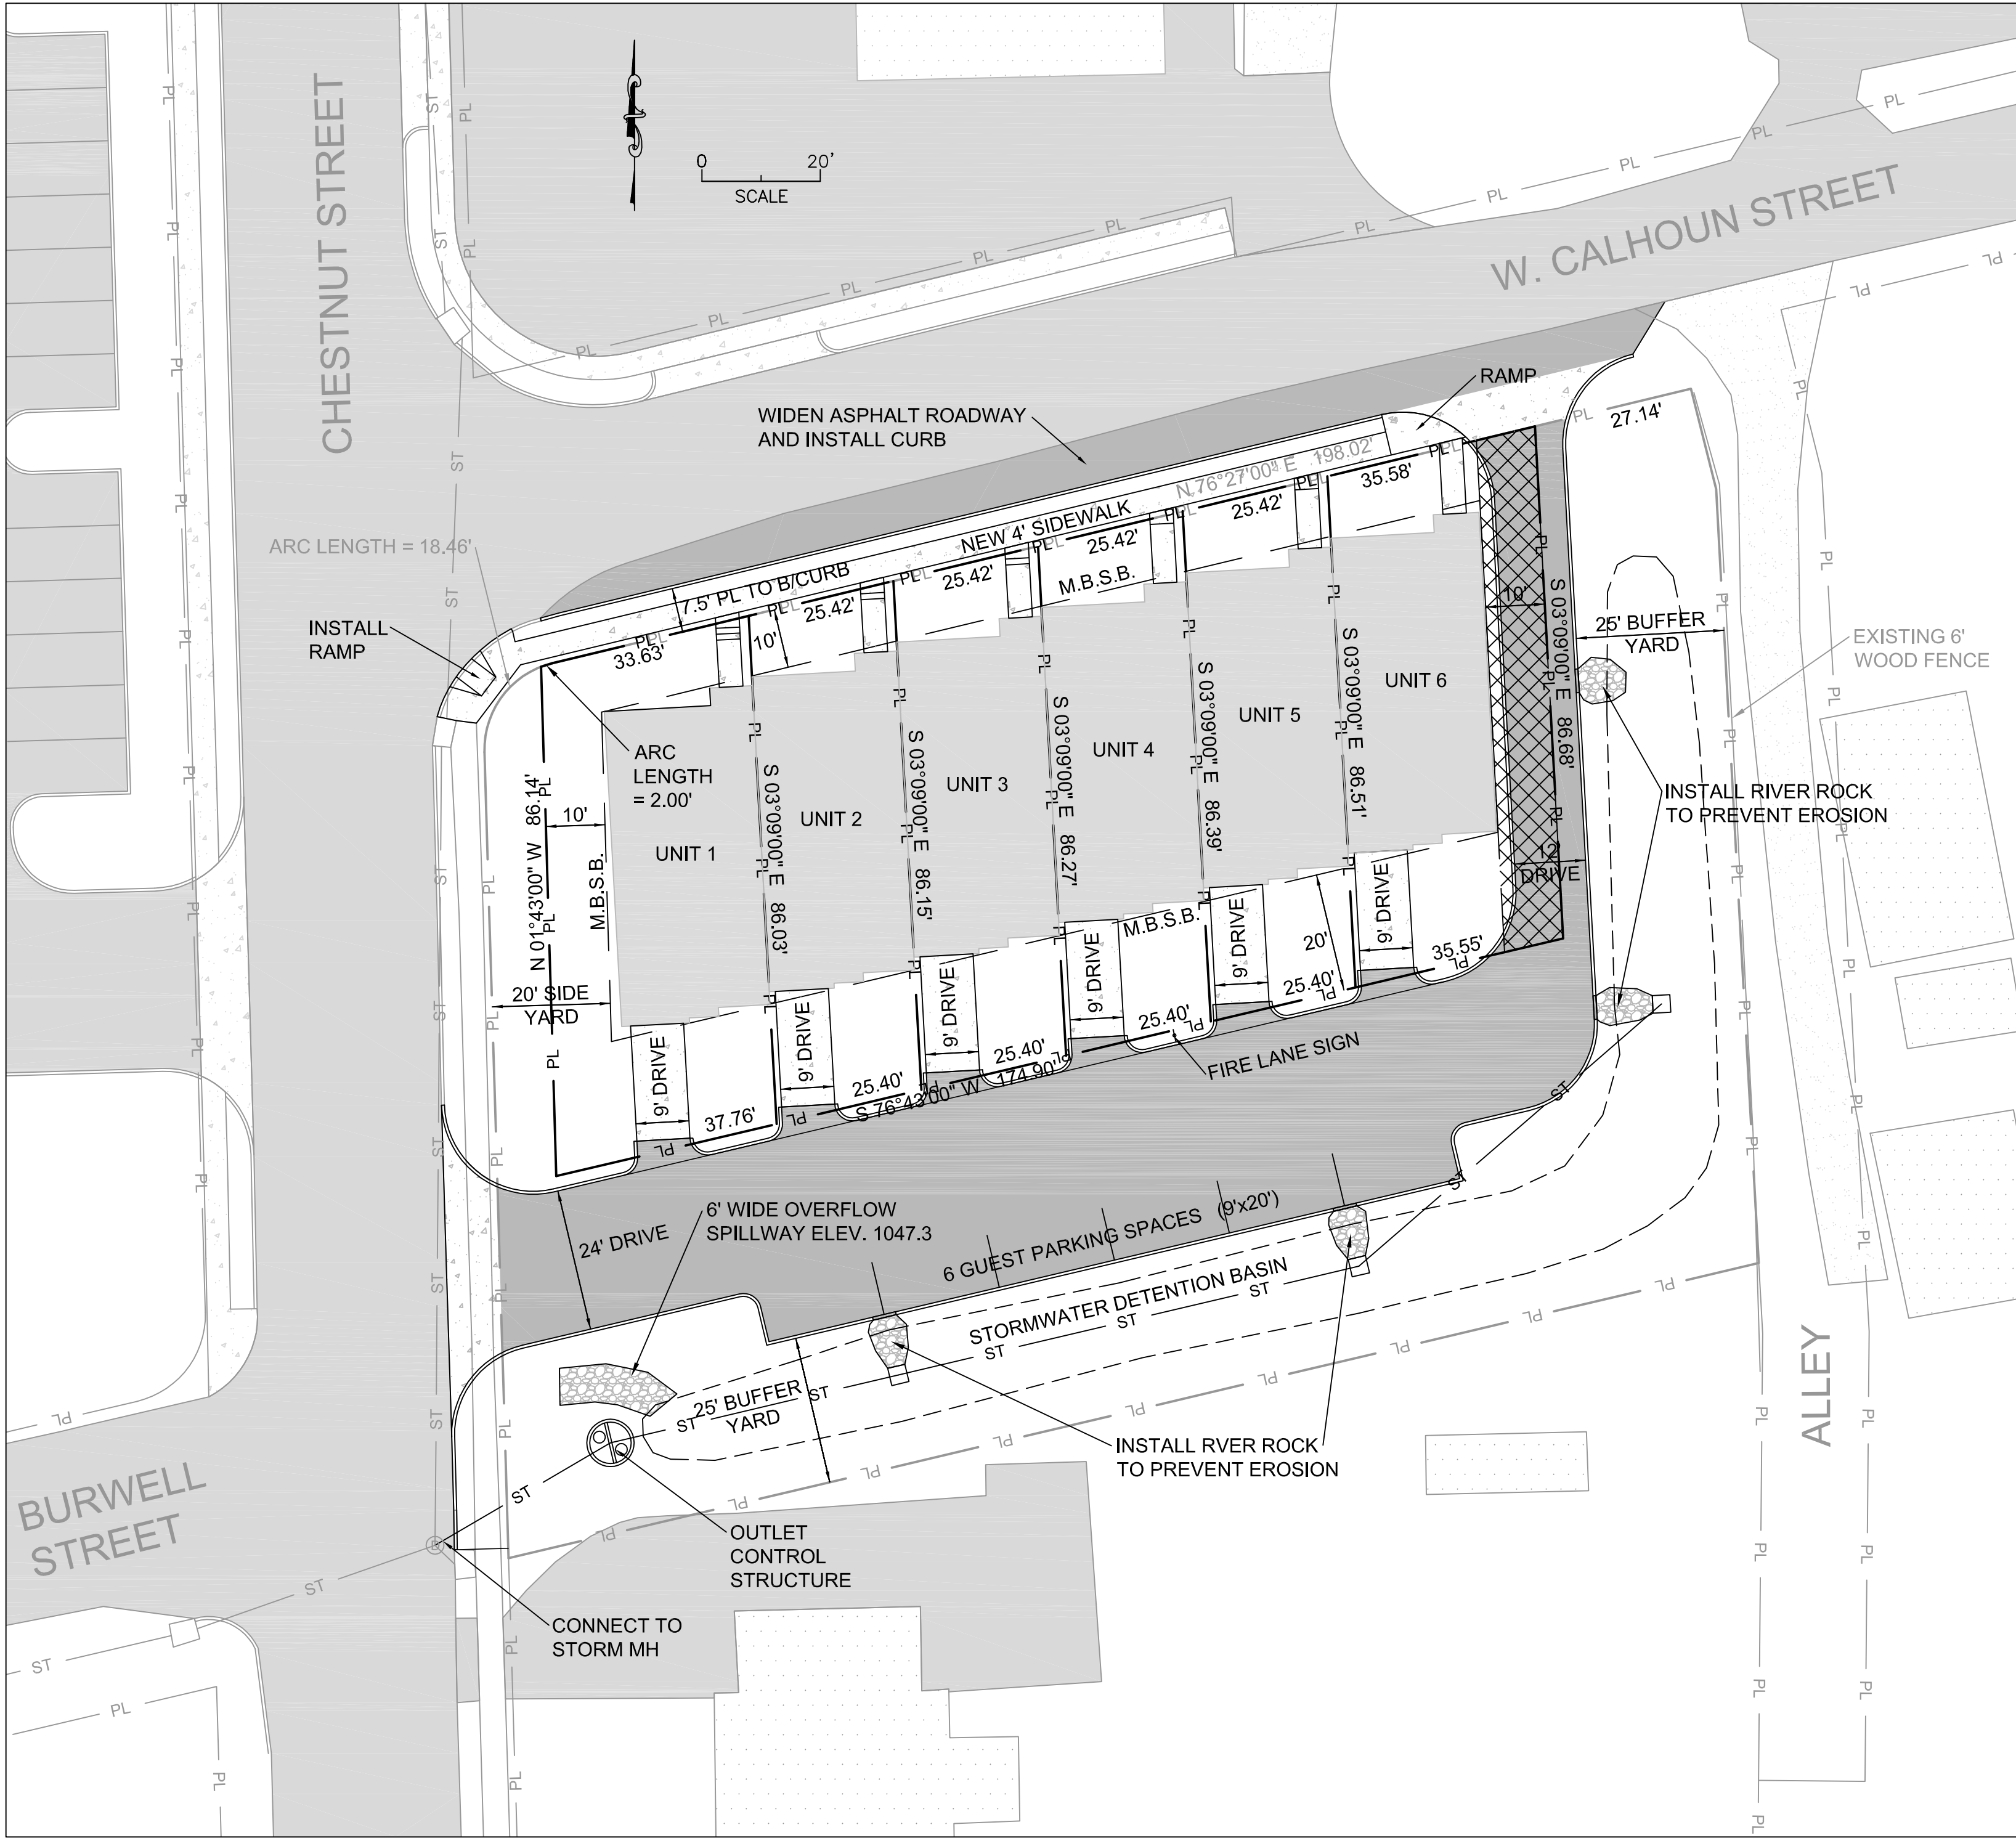 CHESTNUT STREET
0 20'
SCALE
W. CALHOUN STREET
RAMP
WIDEN ASPHALT ROADWAY
AND INSTALL CURB
27.14'
N 76°27'00" E 198.02'
35.58'
25.42'
NEW 4' SIDEWALK
25.42'
M.B.S.B.
25.42'
25.42'
7.5' PL TO B/CURB
33.63'
10'
ARC LENGTH = 18.46'
INSTALL
RAMP
10'
S 03°09'00" E 86.68'
25' BUFFER
YARD
EXISTING 6'
WOOD FENCE
UNIT 6
UNIT 5
UNIT 4
UNIT 3
UNIT 2
UNIT 1
S 03°09'00" E 86.51'
S 03°09'00" E 86.39'
S 03°09'00" E 86.27'
S 03°09'00" E 86.15'
S 03°09'00" E 86.03'
ARC
LENGTH
= 2.00'
N 01°43'00" W 86.14'
10'
M.B.S.B.
INSTALL RIVER ROCK
TO PREVENT EROSION
12'
DRIVE
20' SIDE
YARD
M.B.S.B.
20'
9' DRIVE
9' DRIVE
9' DRIVE
9' DRIVE
9' DRIVE
9' DRIVE
35.55'
25.40'
25.40'
25.40'
25.40'
37.76'
S 76°43'00" W 174.90'
FIRE LANE SIGN
24' DRIVE
6' WIDE OVERFLOW
SPILLWAY ELEV. 1047.3
6 GUEST PARKING SPACES (9'x20')
STORMWATER DETENTION BASIN
25' BUFFER
YARD
INSTALL RVER ROCK
TO PREVENT EROSION
ALLEY
BURWELL
STREET
OUTLET
CONTROL
STRUCTURE
CONNECT TO
STORM MH
PL
ST